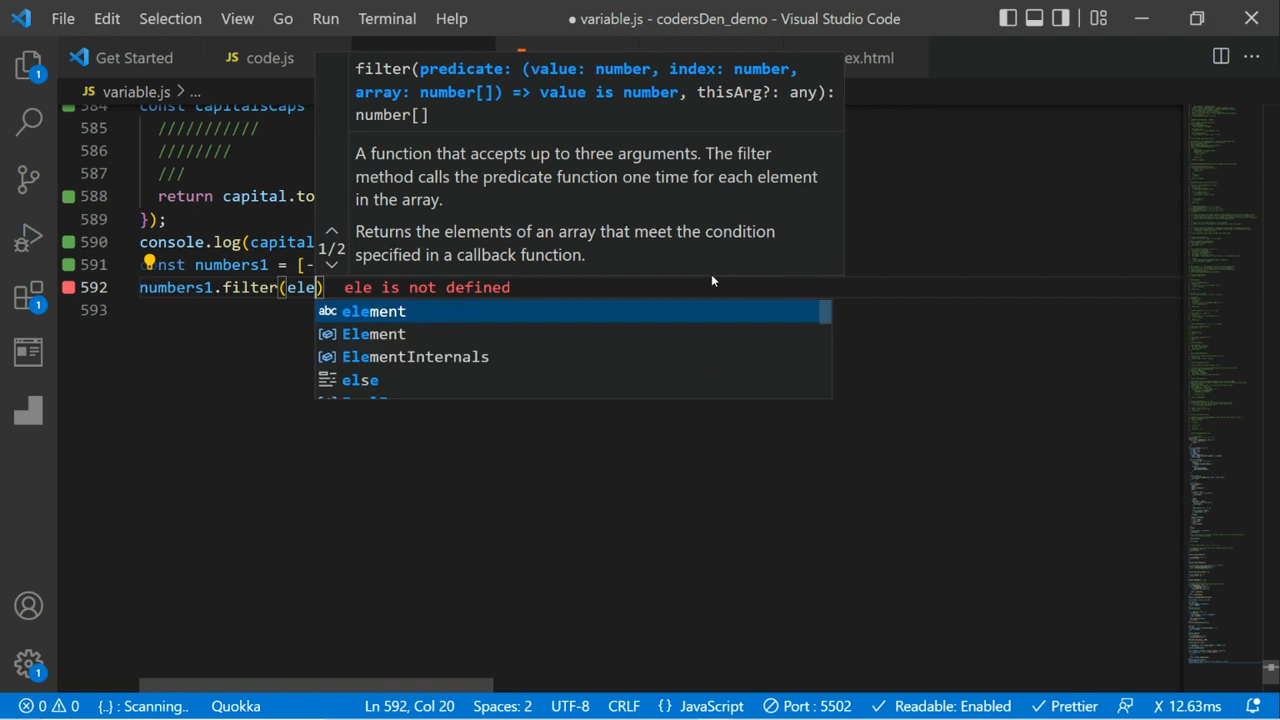 File Edit Selection View Go Run Terminal Help
● variable.js - codersDen_demo - Visual Studio Code
Get Started JS code.js ex.html
JS variable.js > ...
filter(predicate: (value: number, index: number,
array: number[]) => value is number, thisArg?: any):
number[]
A function that accepts up to three arguments. The filter
method calls the predicate function one time for each element
in the array.
Returns the elements of an array that meet the condition
specified in a callback function.
1/2
584 const capitalsCaps
585 ///////////
586 ////////
587 ///
588 return capital.to
589 });
590 console.log(capital
591 const numbers1 = [-
592 numbers1.filter(ele) ele is not defined
593
abc element
Element
ElementInternals
else
1
1
1
0 0 {..} : Scanning.. Quokka Ln 592, Col 20 Spaces: 2 UTF-8 CRLF {} JavaScript Port : 5502 Readable: Enabled Prettier X 12.63ms